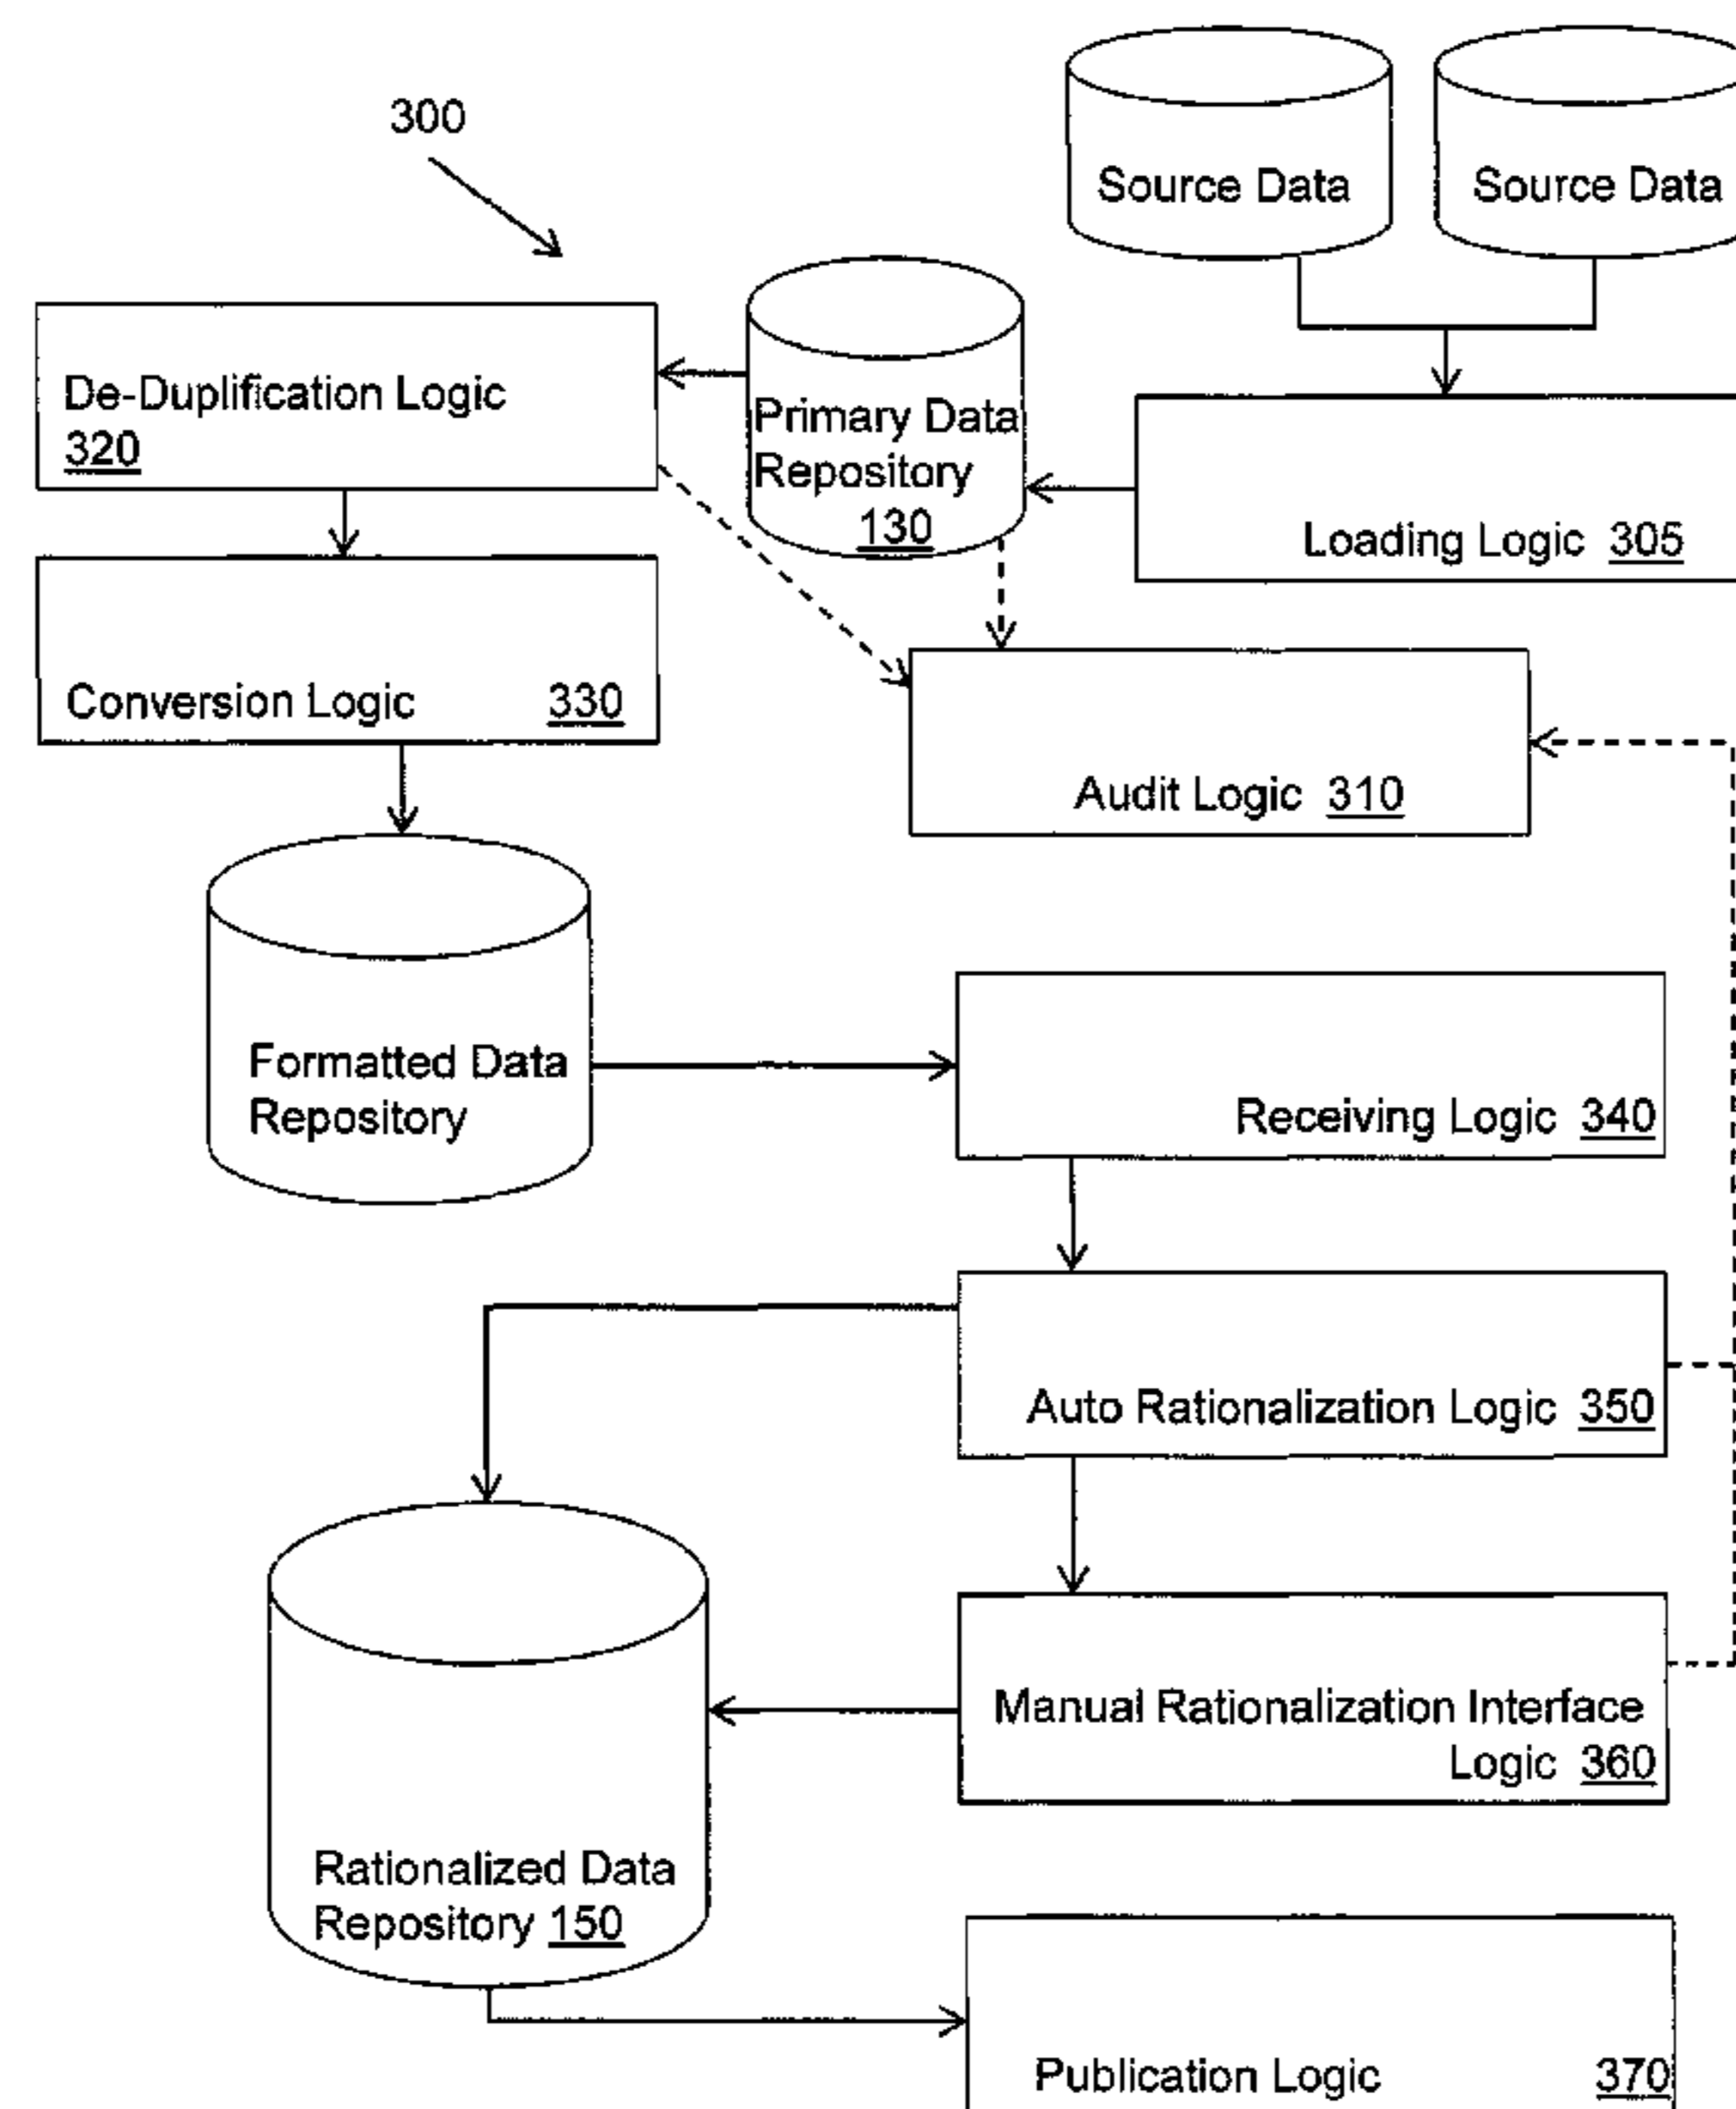 300
Source Data
Source Data
De-Duplification Logic
320
Primary Data
Repository
130
Loading Logic 305
Conversion Logic 330
Audit Logic 310
Formatted Data
Repository
Receiving Logic 340
Auto Rationalization Logic 350
Manual Rationalization Interface
Logic 360
Rationalized Data
Repository 150
Publication Logic 370